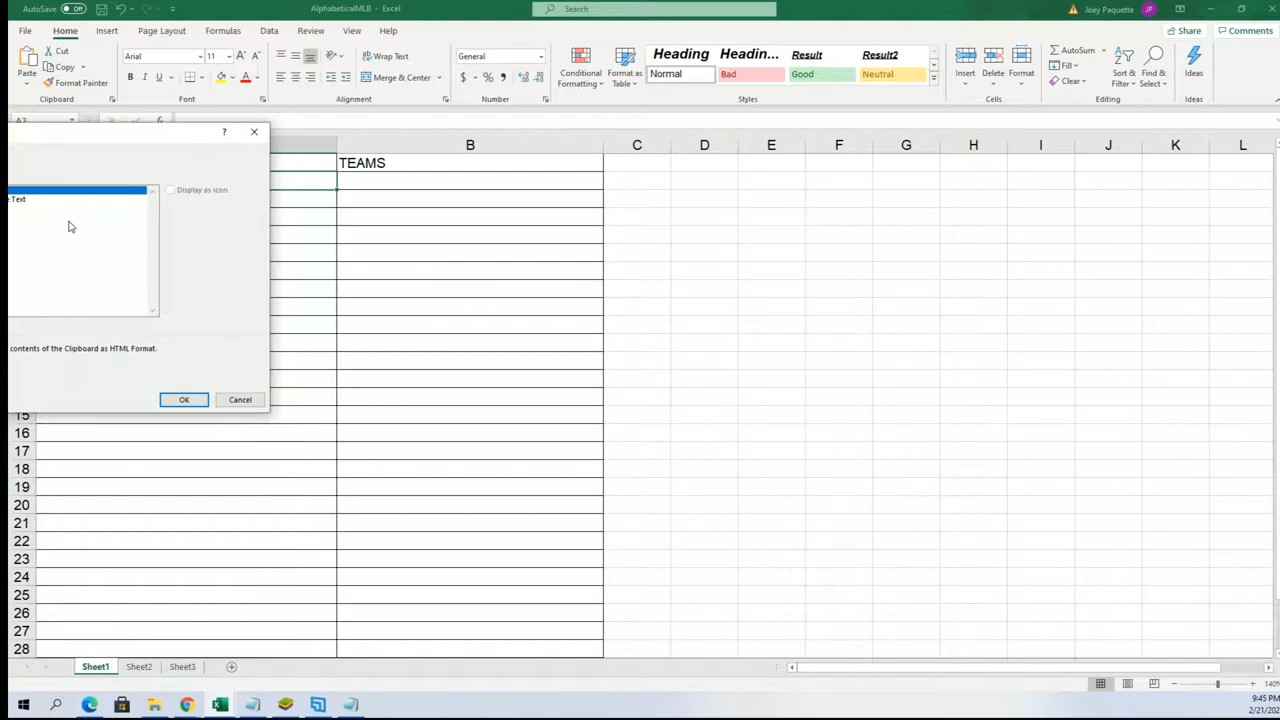 AutoSave Off AlphabeticalMLB - Excel Search Joey Paquette JP
File Home Insert Page Layout Formulas Data Review View Help Share Comments
Cut
Copy
Format Painter
Paste
Clipboard
Arial 11
B I U
Font
Wrap Text
Merge & Center
Alignment
General
$ % ,
Number
Conditional Formatting
Format as Table
Heading Headin... Result Result2
Normal Bad Good Neutral
Styles
Insert Delete Format
Cells
AutoSum
Fill
Clear
Sort & Filter
Find & Select
Editing
Ideas
Ideas
A2
?
B C D E F G H I J K L
TEAMS
Display as icon
Text
contents of the Clipboard as HTML Format.
OK Cancel
15
16
17
18
19
20
21
22
23
24
25
26
27
28
Sheet1 Sheet2 Sheet3
140%
9:45 PM
2/21/202